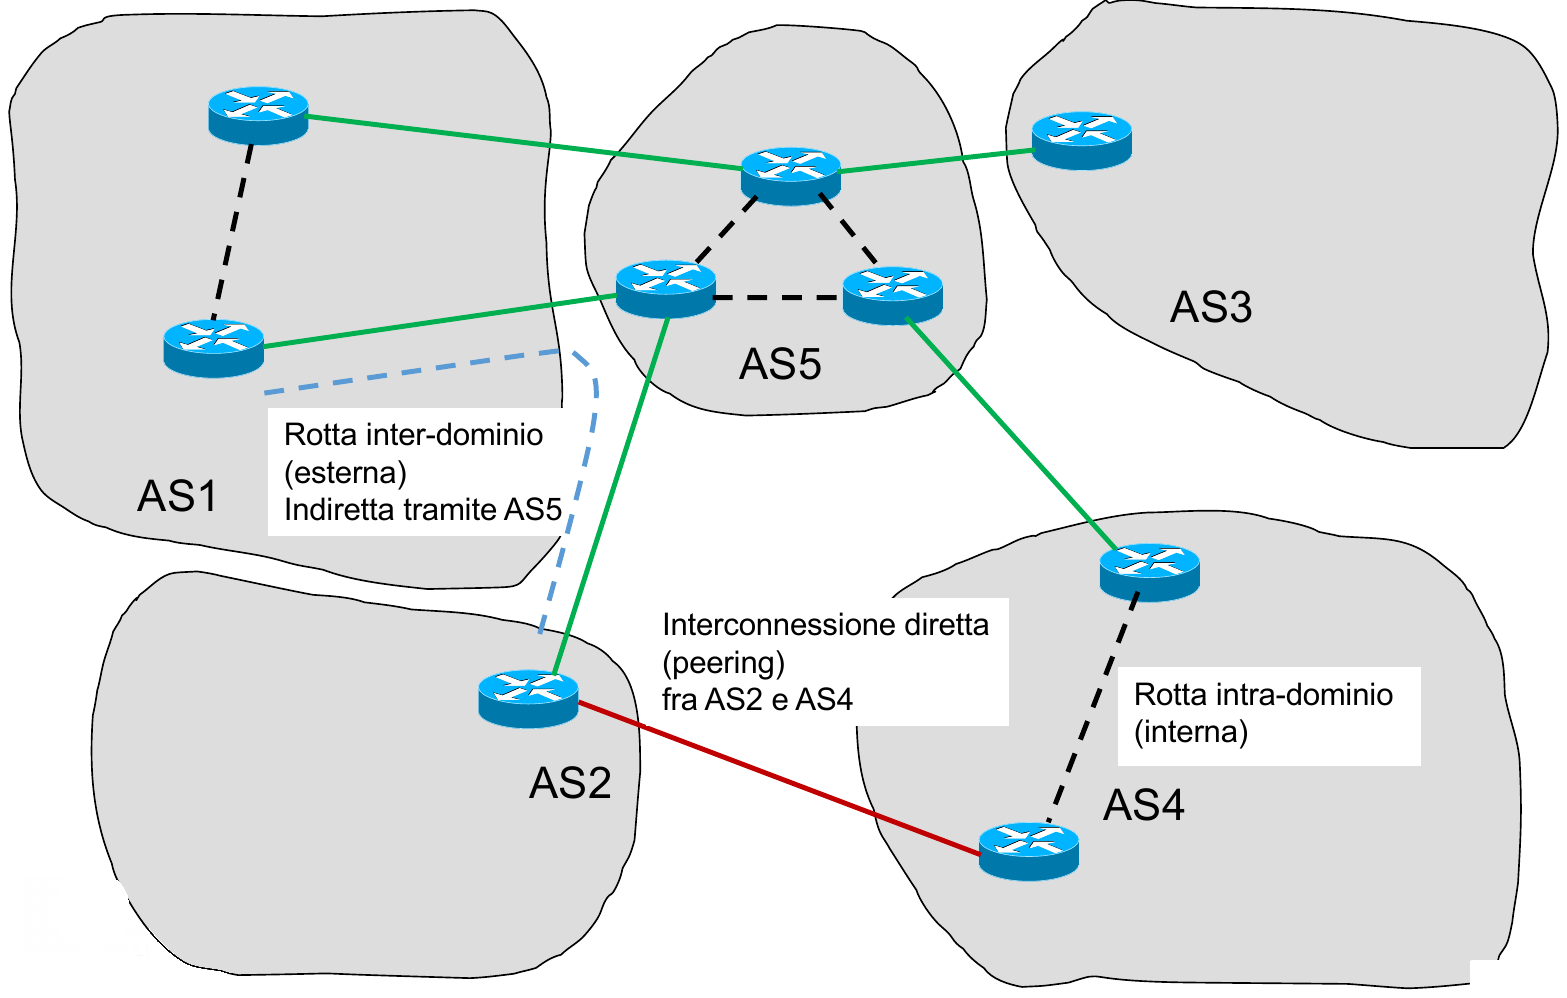 AS3
AS5
Rotta inter-dominio
(esterna)
Indiretta tramite AS5
AS1
Interconnessione diretta
(peering)
fra AS2 e AS4
Rotta intra-dominio
(interna)
AS2
AS4